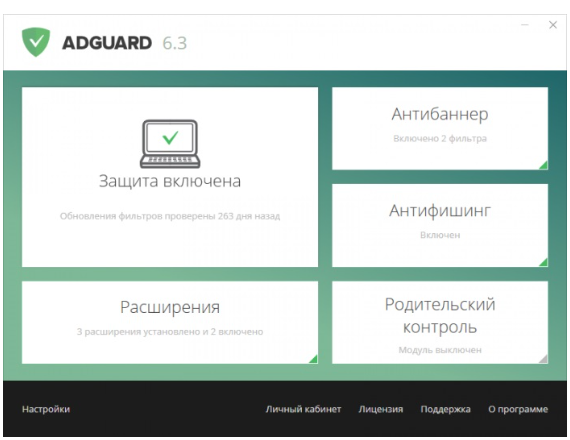 ADGUARD 6.3
Защита включена
Обновления фильтров проверены 263 дня назад
Антибаннер
Включено 2 фильтра
Антифишинг
Включен
Расширения
3 расширения установлено и 2 включено
Родительский
контроль
Модуль выключен
Настройки
Личный кабинет
Лицензия
Поддержка
О программе